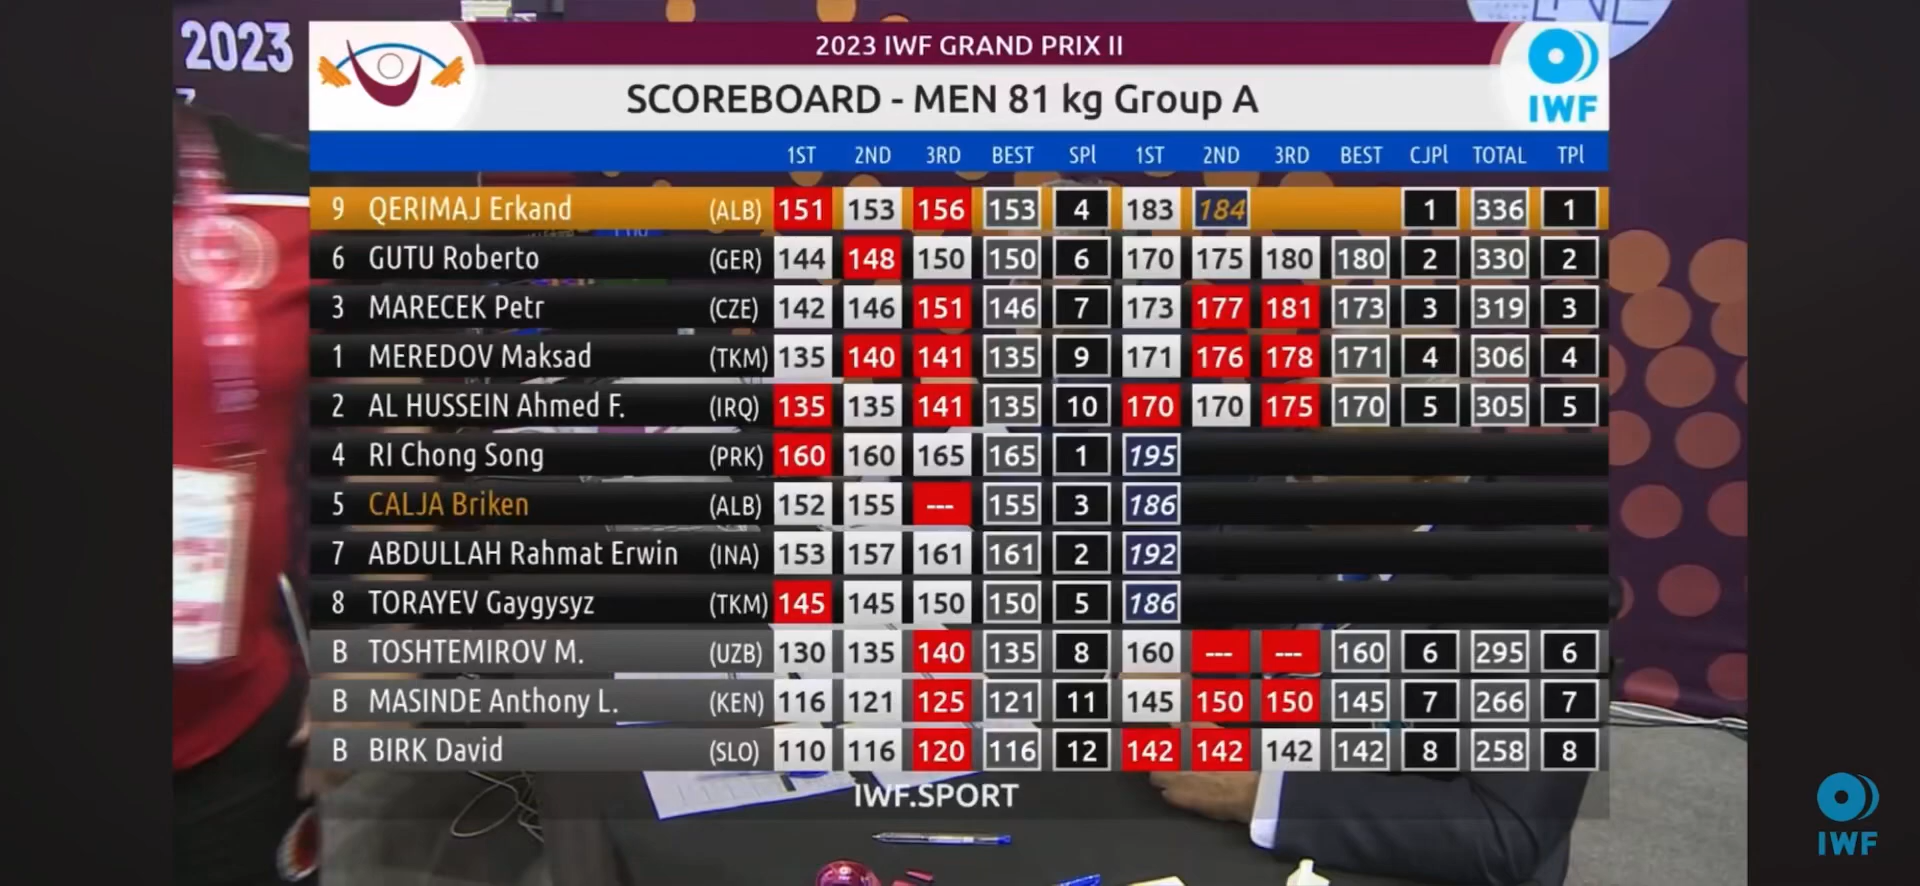 2023
2023 IWF GRAND PRIX II
SCOREBOARD - MEN 81 kg Group A
IWF
1ST 2ND 3RD BEST SPl 1ST 2ND 3RD BEST CJPl TOTAL TPl
9 QERIMAJ Erkand (ALB) 151 153 156 153 4 183 184 1 336 1
6 GUTU Roberto (GER) 144 148 150 150 6 170 175 180 180 2 330 2
3 MARECEK Petr (CZE) 142 146 151 146 7 173 177 181 173 3 319 3
1 MEREDOV Maksad (TKM) 135 140 141 135 9 171 176 178 171 4 306 4
2 AL HUSSEIN Ahmed F. (IRQ) 135 135 141 135 10 170 170 175 170 5 305 5
4 RI Chong Song (PRK) 160 160 165 165 1 195
5 CALJA Briken (ALB) 152 155 --- 155 3 186
7 ABDULLAH Rahmat Erwin (INA) 153 157 161 161 2 192
8 TORAYEV Gaygysyz (TKM) 145 145 150 150 5 186
B TOSHTEMIROV M. (UZB) 130 135 140 135 8 160 --- --- 160 6 295 6
B MASINDE Anthony L. (KEN) 116 121 125 121 11 145 150 150 145 7 266 7
B BIRK David (SLO) 110 116 120 116 12 142 142 142 142 8 258 8
IWF.SPORT
IWF